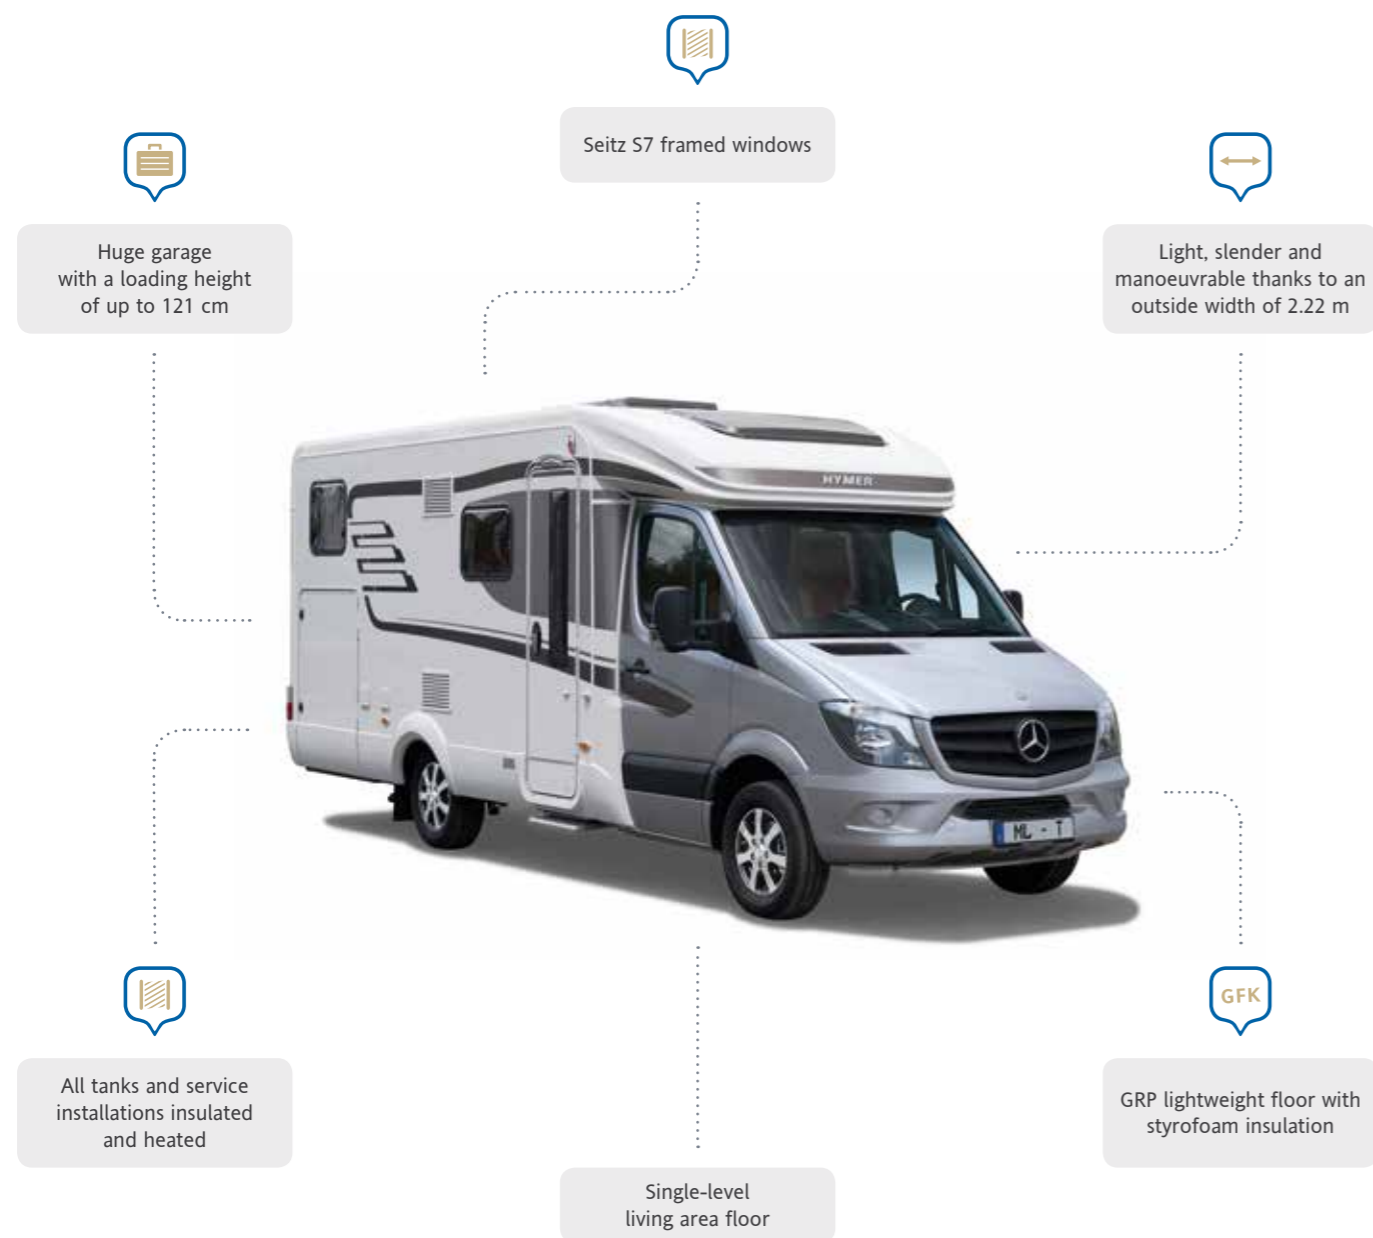 Seitz S7 framed windows
Huge garage
with a loading height
of up to 121 cm
Light, slender and
manoeuvrable thanks to an
outside width of 2.22 m
HYMER
ML - T
GFK
All tanks and service
installations insulated
and heated
GRP lightweight floor with
styrofoam insulation
Single-level
living area floor